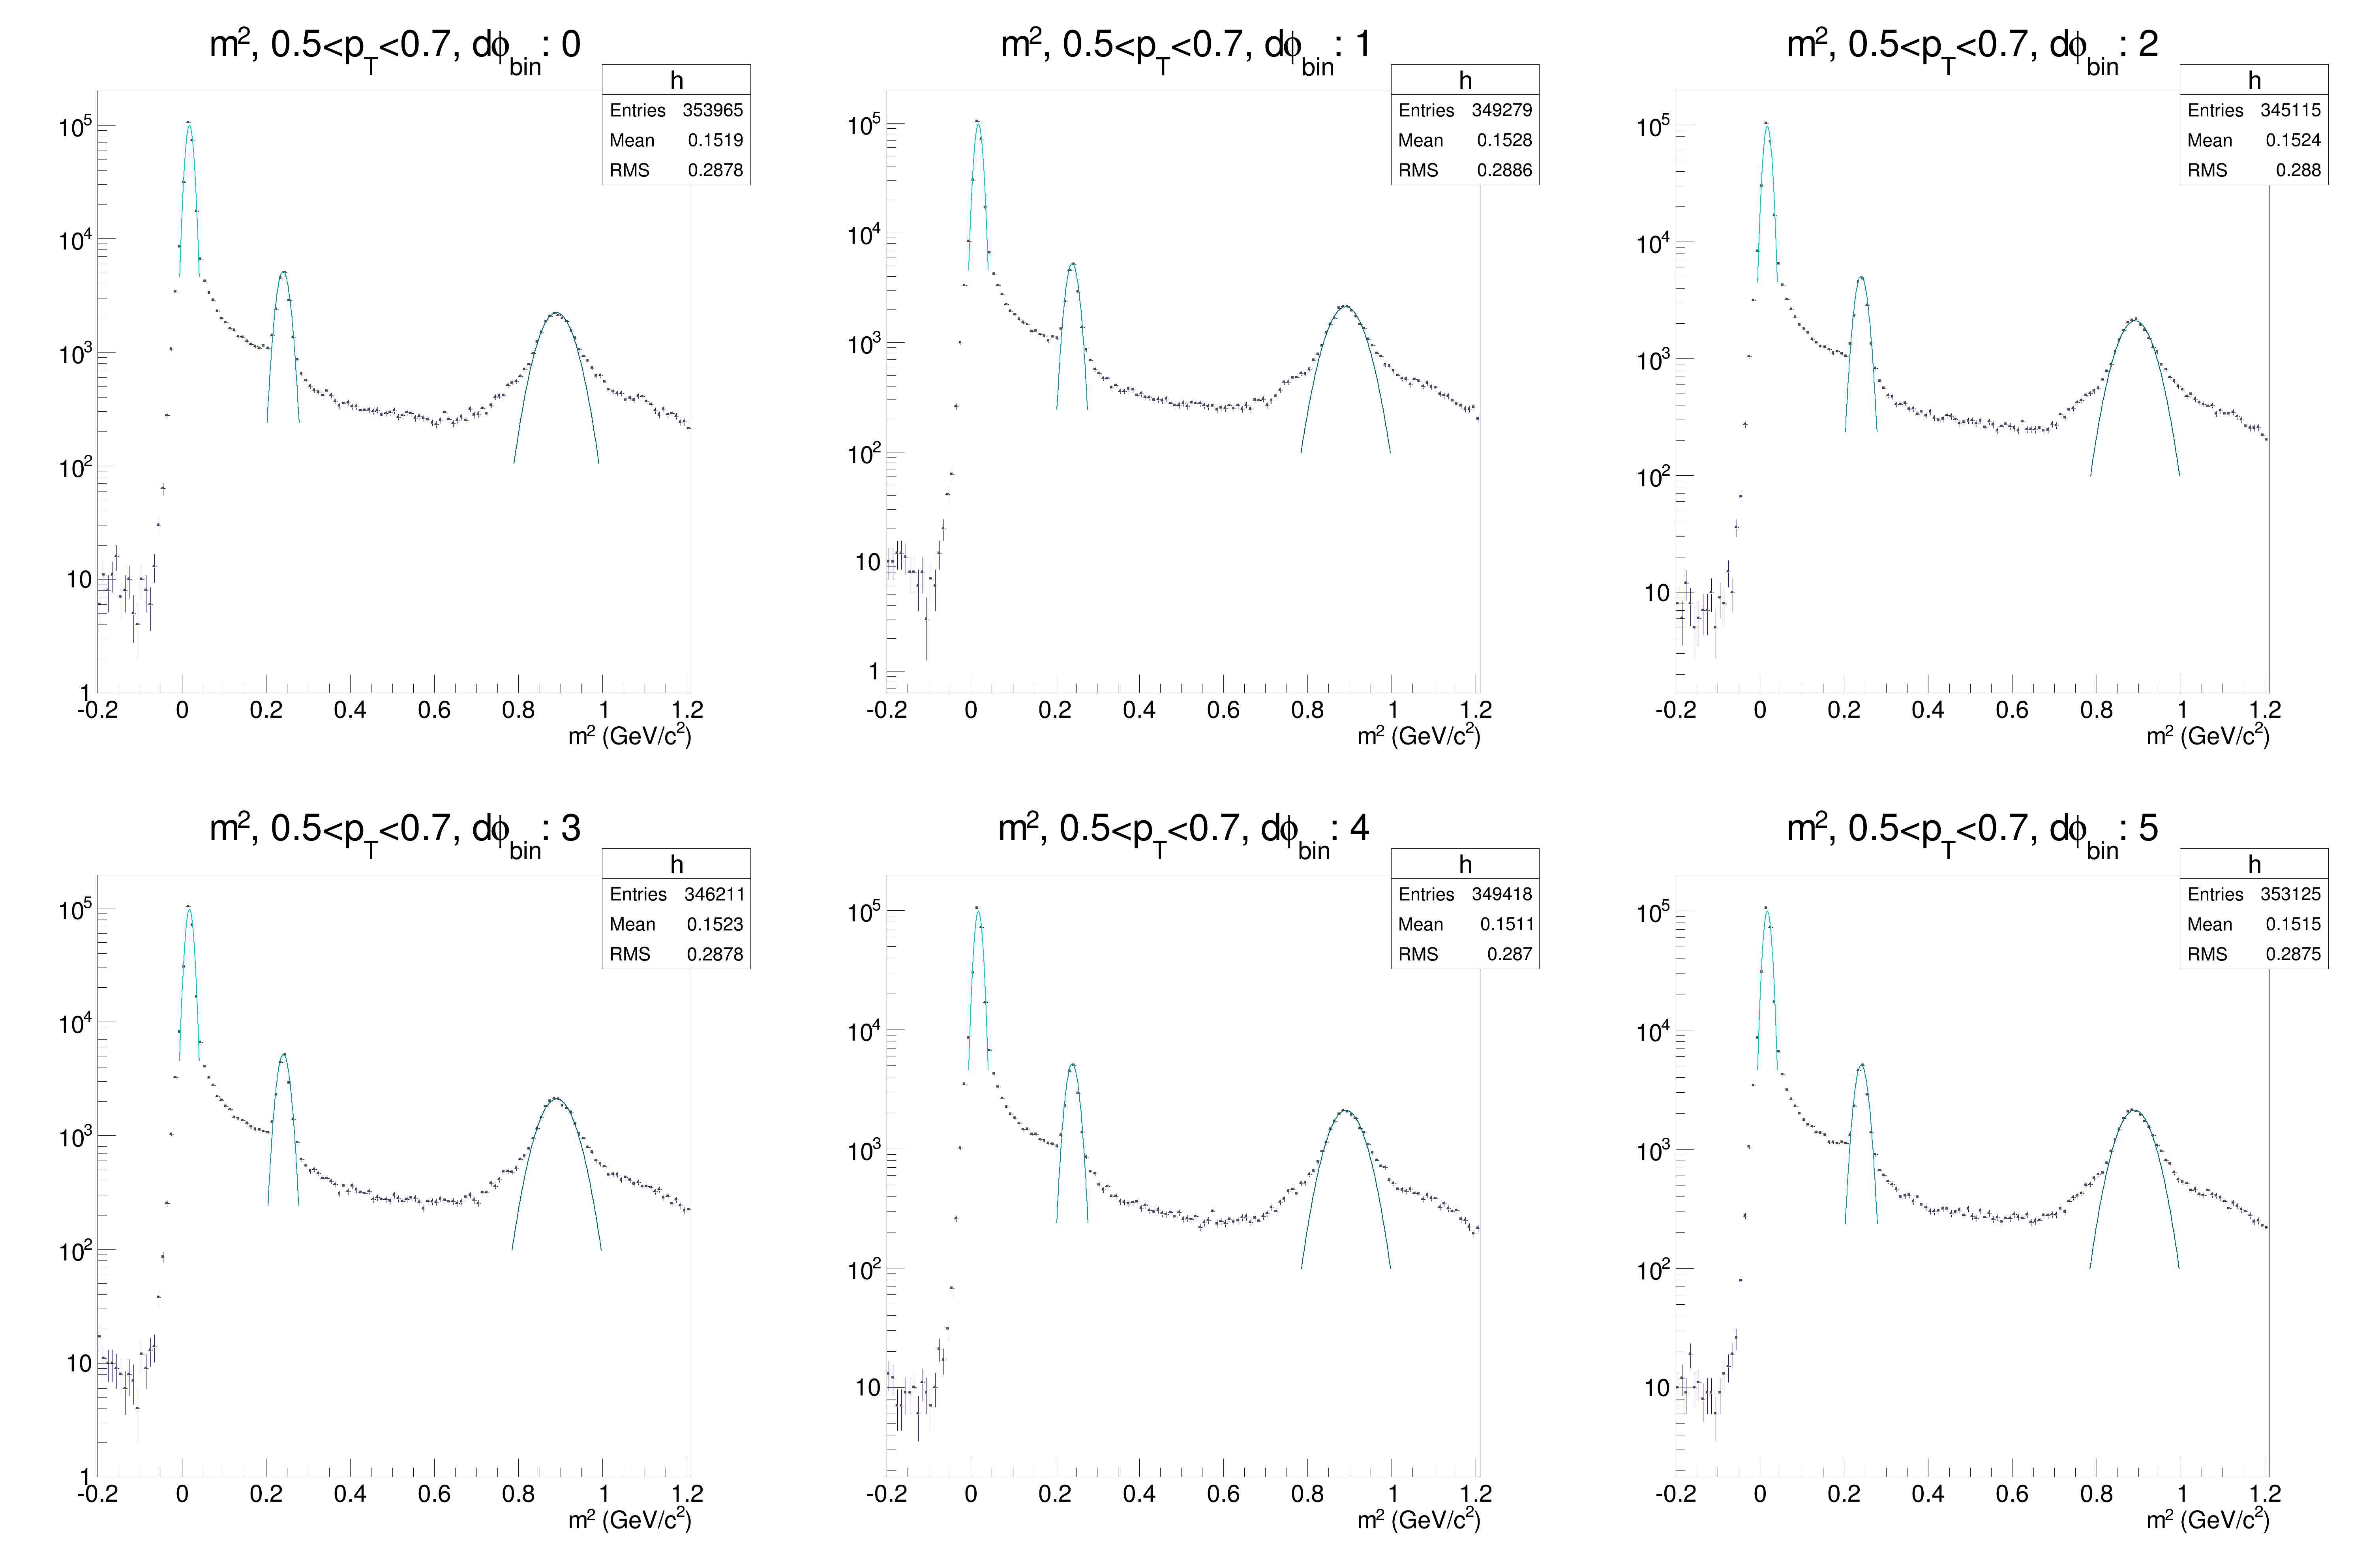 m², 0.5<p_T<0.7, dϕ_bin: 0
h
Entries 353965
Mean 0.1519
RMS 0.2878
10⁵
10⁴
10³
10²
10
1
-0.2 0 0.2 0.4 0.6 0.8 1 1.2
m² (GeV/c²)
m², 0.5<p_T<0.7, dϕ_bin: 1
h
Entries 349279
Mean 0.1528
RMS 0.2886
10⁵
10⁴
10³
10²
10
1
-0.2 0 0.2 0.4 0.6 0.8 1 1.2
m² (GeV/c²)
m², 0.5<p_T<0.7, dϕ_bin: 2
h
Entries 345115
Mean 0.1524
RMS 0.288
10⁵
10⁴
10³
10²
10
-0.2 0 0.2 0.4 0.6 0.8 1 1.2
m² (GeV/c²)
m², 0.5<p_T<0.7, dϕ_bin: 3
h
Entries 346211
Mean 0.1523
RMS 0.2878
10⁵
10⁴
10³
10²
10
1
-0.2 0 0.2 0.4 0.6 0.8 1 1.2
m² (GeV/c²)
m², 0.5<p_T<0.7, dϕ_bin: 4
h
Entries 349418
Mean 0.1511
RMS 0.287
10⁵
10⁴
10³
10²
10
-0.2 0 0.2 0.4 0.6 0.8 1 1.2
m² (GeV/c²)
m², 0.5<p_T<0.7, dϕ_bin: 5
h
Entries 353125
Mean 0.1515
RMS 0.2875
10⁵
10⁴
10³
10²
10
-0.2 0 0.2 0.4 0.6 0.8 1 1.2
m² (GeV/c²)